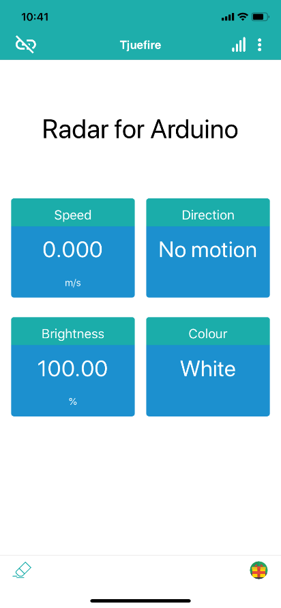 10:41
Tjuefire
Radar for Arduino
Speed
0.000
m/s
Direction
No motion
Brightness
100.00
%
Colour
White